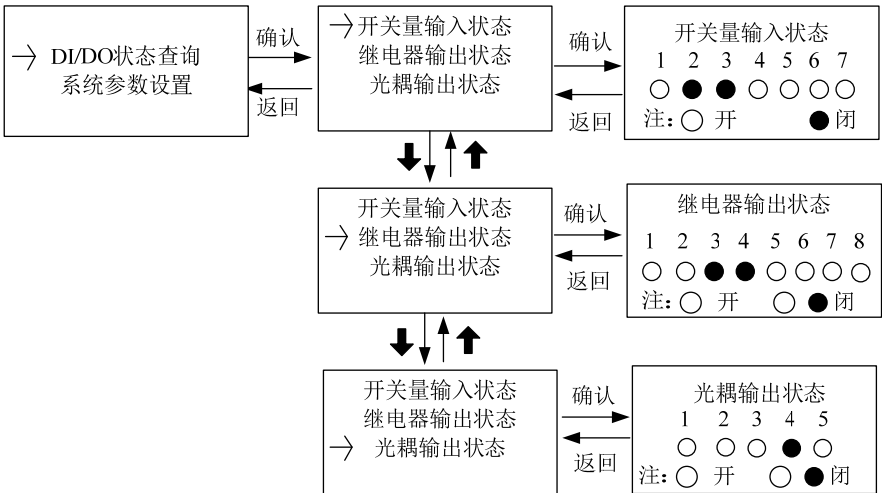 DI/DO状态查询
系统参数设置
确认
返回
开关量输入状态
继电器输出状态
光耦输出状态
确认
返回
开关量输入状态
1 2 3 4 5 6 7
注: 开 闭
开关量输入状态
继电器输出状态
光耦输出状态
确认
返回
继电器输出状态
1 2 3 4 5 6 7 8
注: 开 闭
开关量输入状态
继电器输出状态
光耦输出状态
确认
返回
光耦输出状态
1 2 3 4 5
注: 开 闭